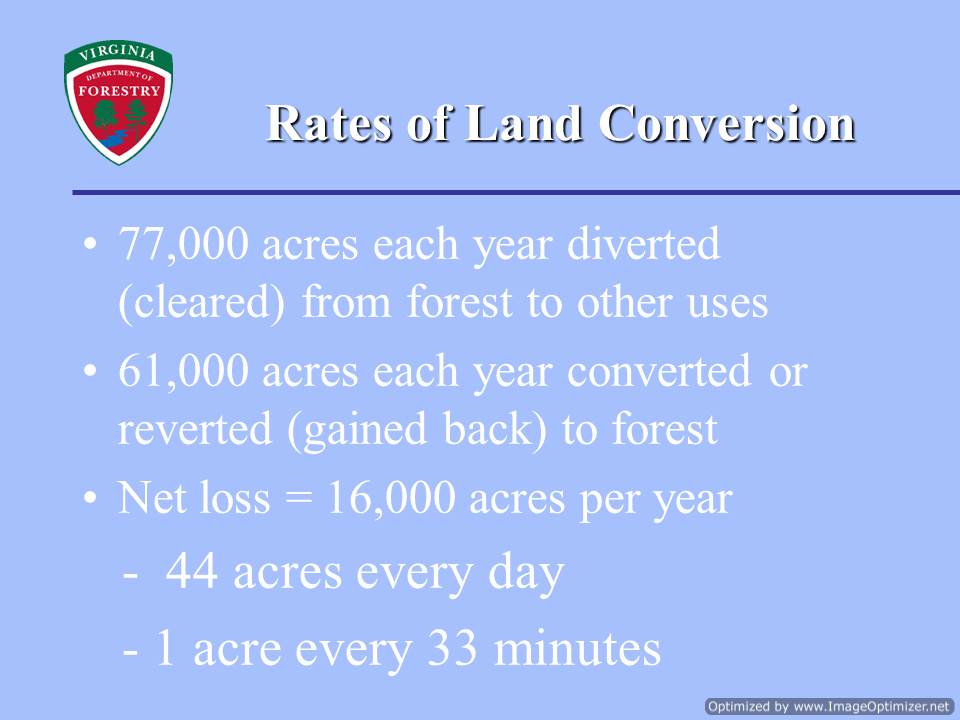 VIRGINIA
DEPARTMENT OF
FORESTRY
Rates of Land Conversion
• 77,000 acres each year diverted
(cleared) from forest to other uses
• 61,000 acres each year converted or
reverted (gained back) to forest
• Net loss = 16,000 acres per year
- 44 acres every day
- 1 acre every 33 minutes
Optimized by www.ImageOptimizer.net